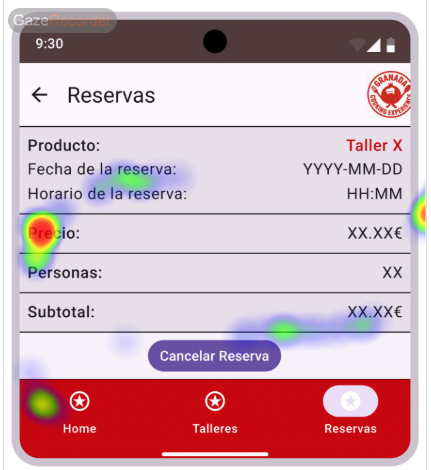 GazeRecorder
9:30
Reservas
GRANADA
COOKING EXPERIENCE
Producto: Taller X
Fecha de la reserva: YYYY-MM-DD
Horario de la reserva: HH:MM
Precio: XX.XX€
Personas: XX
Subtotal: XX.XX€
Cancelar Reserva
Home Talleres Reservas